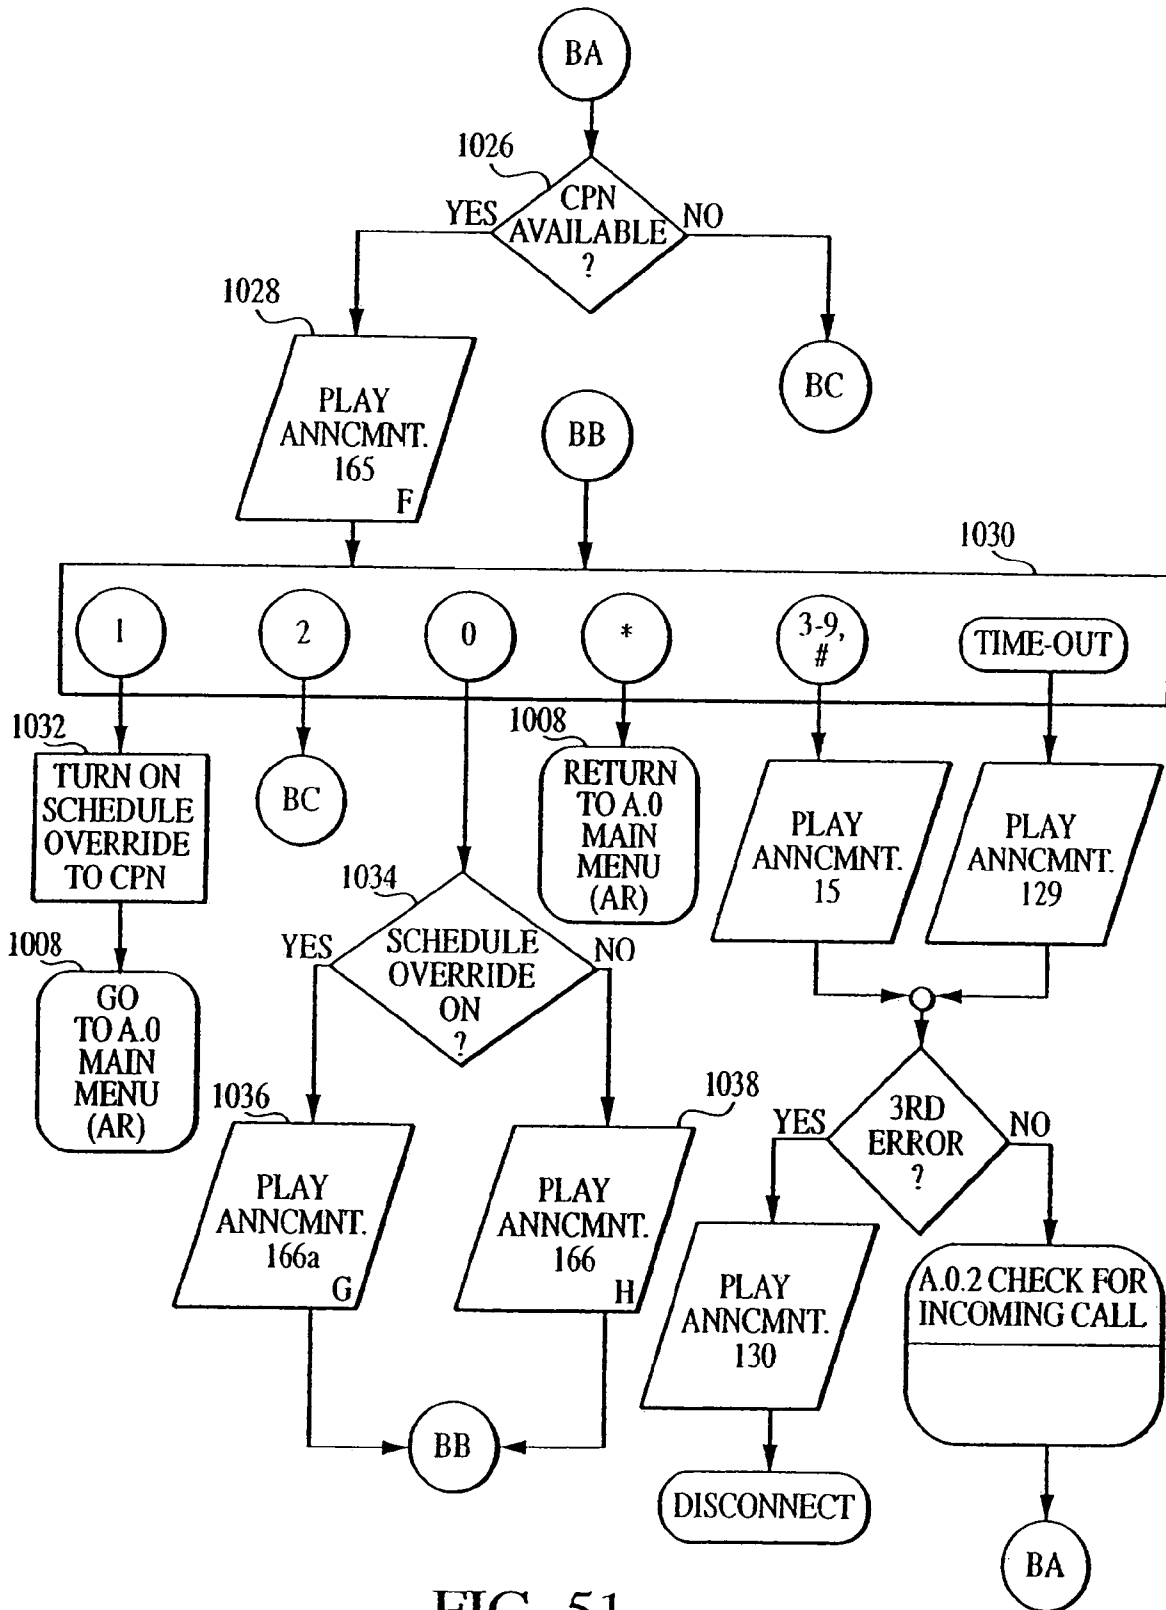 BA
1026
CPN
AVAILABLE
?
YES
NO
1028
PLAY
ANNCMNT.
165
F
BC
BB
1030
1
2
0
*
3-9,
#
TIME-OUT
1032
TURN ON
SCHEDULE
OVERRIDE
TO CPN
BC
1008
RETURN
TO A.0
MAIN
MENU
(AR)
PLAY
ANNCMNT.
15
PLAY
ANNCMNT.
129
1034
SCHEDULE
OVERRIDE
ON
?
YES
NO
1008
GO
TO A.0
MAIN
MENU
(AR)
1036
PLAY
ANNCMNT.
166a
G
1038
PLAY
ANNCMNT.
166
H
3RD
ERROR
?
YES
NO
PLAY
ANNCMNT.
130
A.0.2 CHECK FOR
INCOMING CALL
BB
DISCONNECT
BA
FIG. 51